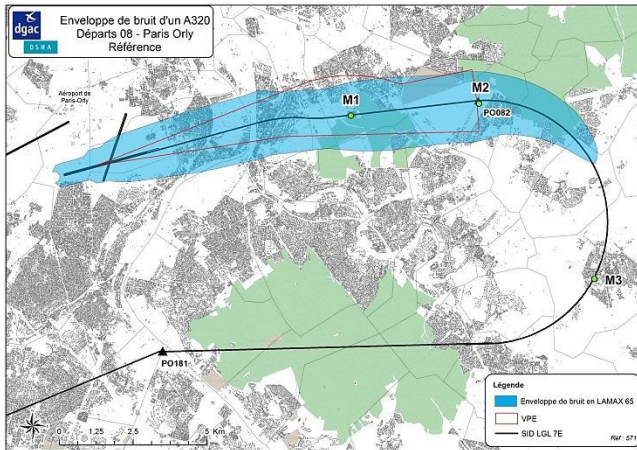 dgac
DSNA
Enveloppe de bruit d'un A320
Départs 08 - Paris Orly
Référence
Aéroport de
Paris-Orly
M1
M2
PO082
M3
PO181
0 1,25 2,5 5 Km
Légende
Enveloppe de bruit en LAMAX 65
VPE
SID LGL 7E
Réf : 571